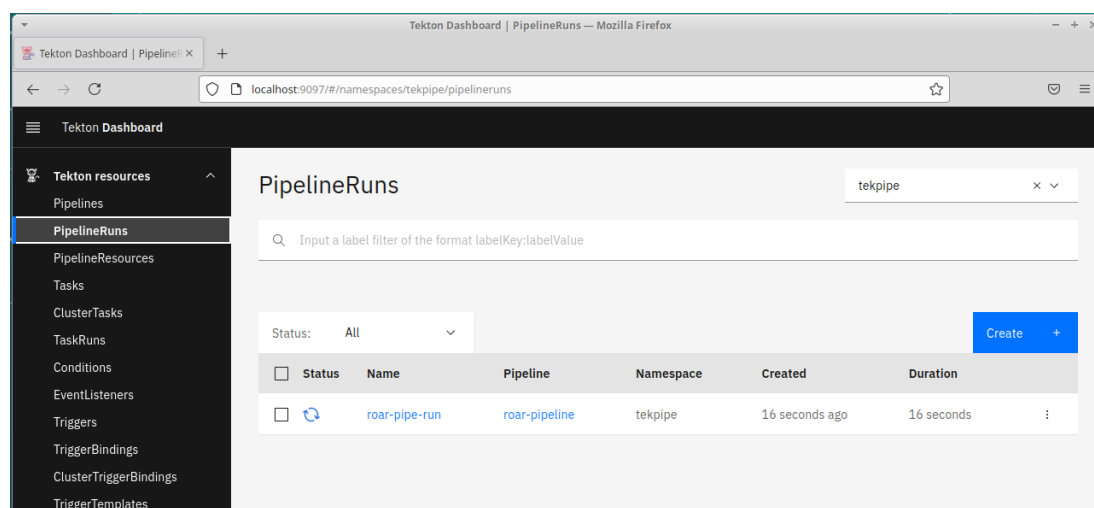 Tekton Dashboard | PipelineRuns — Mozilla Firefox
Tekton Dashboard | PipelineR
localhost:9097/#/namespaces/tekpipe/pipelineruns
Tekton Dashboard
Tekton resources
Pipelines
PipelineRuns
PipelineResources
Tasks
ClusterTasks
TaskRuns
Conditions
EventListeners
Triggers
TriggerBindings
ClusterTriggerBindings
TriggerTemplates
PipelineRuns
tekpipe
Input a label filter of the format labelKey:labelValue
Status: All
Create +
Status Name Pipeline Namespace Created Duration
roar-pipe-run roar-pipeline tekpipe 16 seconds ago 16 seconds